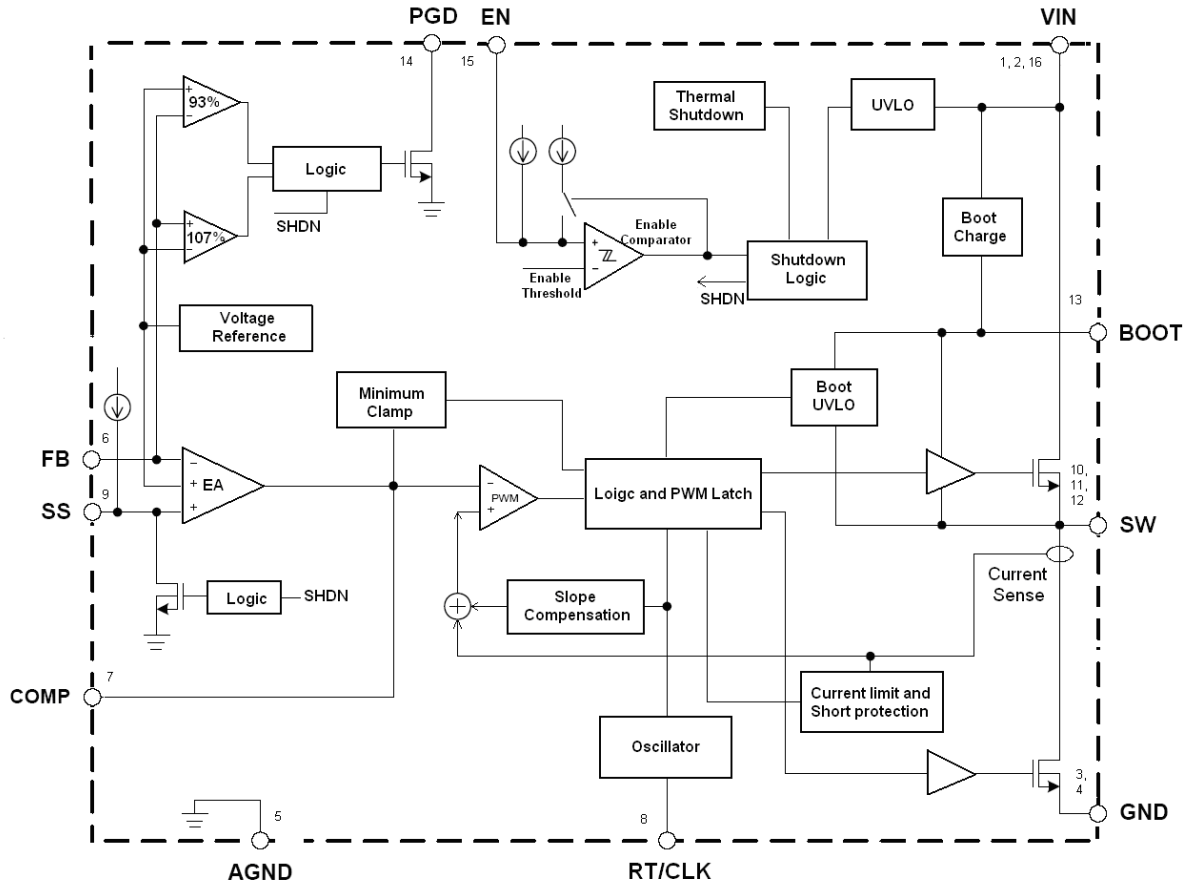 PGD
EN
VIN
14
15
1, 2, 16
+
93%
−
Thermal
Shutdown
UVLO
Logic
SHDN
+
107%
−
Boot
Charge
Enable
Comparator
+
−
Enable
Threshold
Shutdown
Logic
SHDN
13
BOOT
Voltage
Reference
Minimum
Clamp
Boot
UVLO
6
FB
−
+
EA
+
9
SS
−
PWM
+
Loigc and PWM Latch
10,
11,
12
SW
Current
Sense
Logic
SHDN
+
Slope
Compensation
7
COMP
Current limit and
Short protection
Oscillator
3,
4
GND
5
AGND
8
RT/CLK